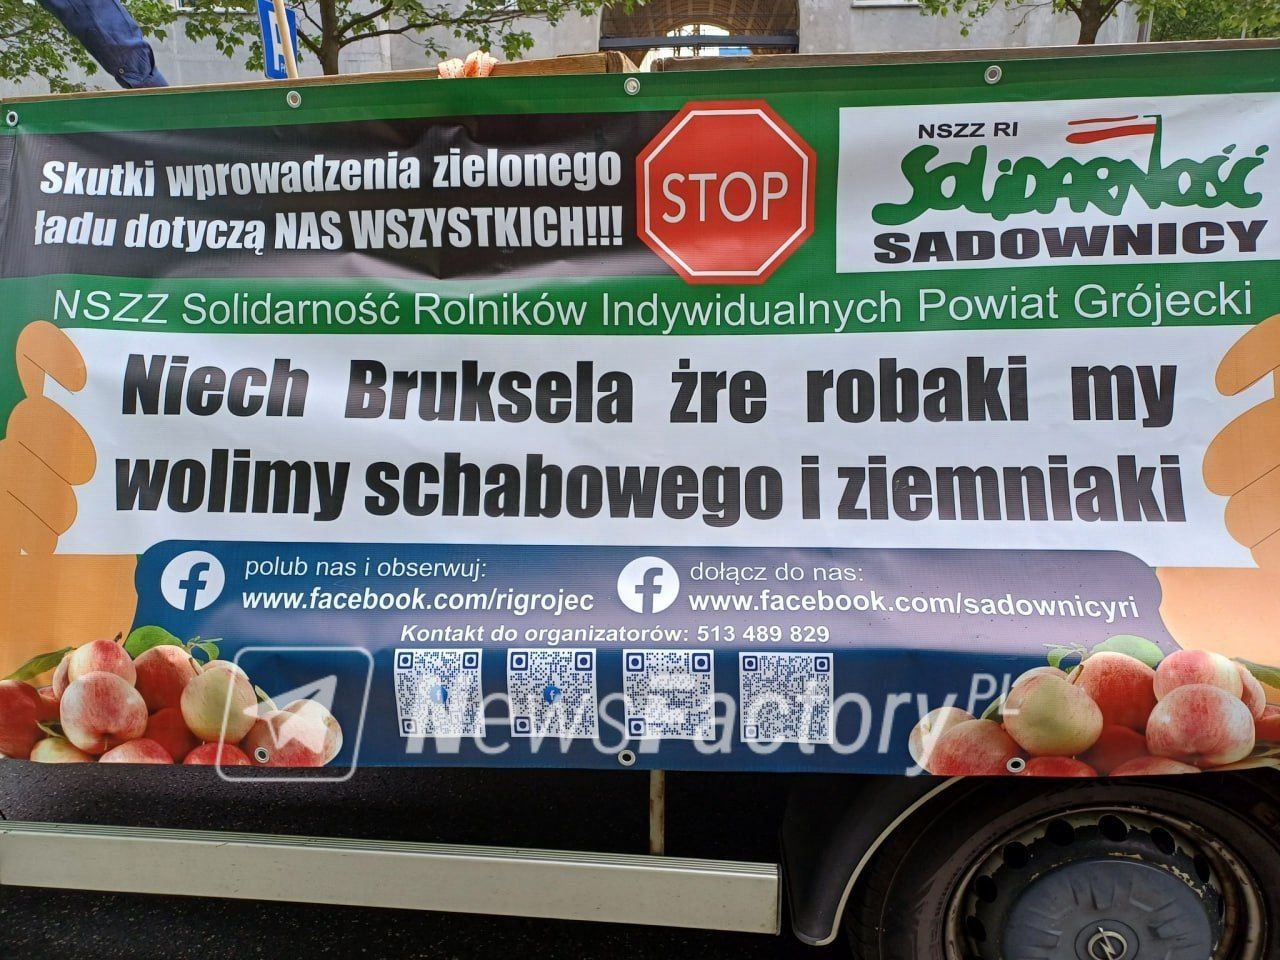 Skutki wprowadzenia zielonego
ładu dotyczą NAS WSZYSTKICH!!!
STOP
NSZZ RI
SOLIDARNOŚĆ
SADOWNICY
NSZZ Solidarność Rolników Indywidualnych Powiat Grójecki
Niech Bruksela żre robaki my
wolimy schabowego i ziemniaki
polub nas i obserwuj:
www.facebook.com/rigrojec
dołącz do nas:
www.facebook.com/sadownicyri
Kontakt do organizatorów: 513 489 829
NewsFactory.PL